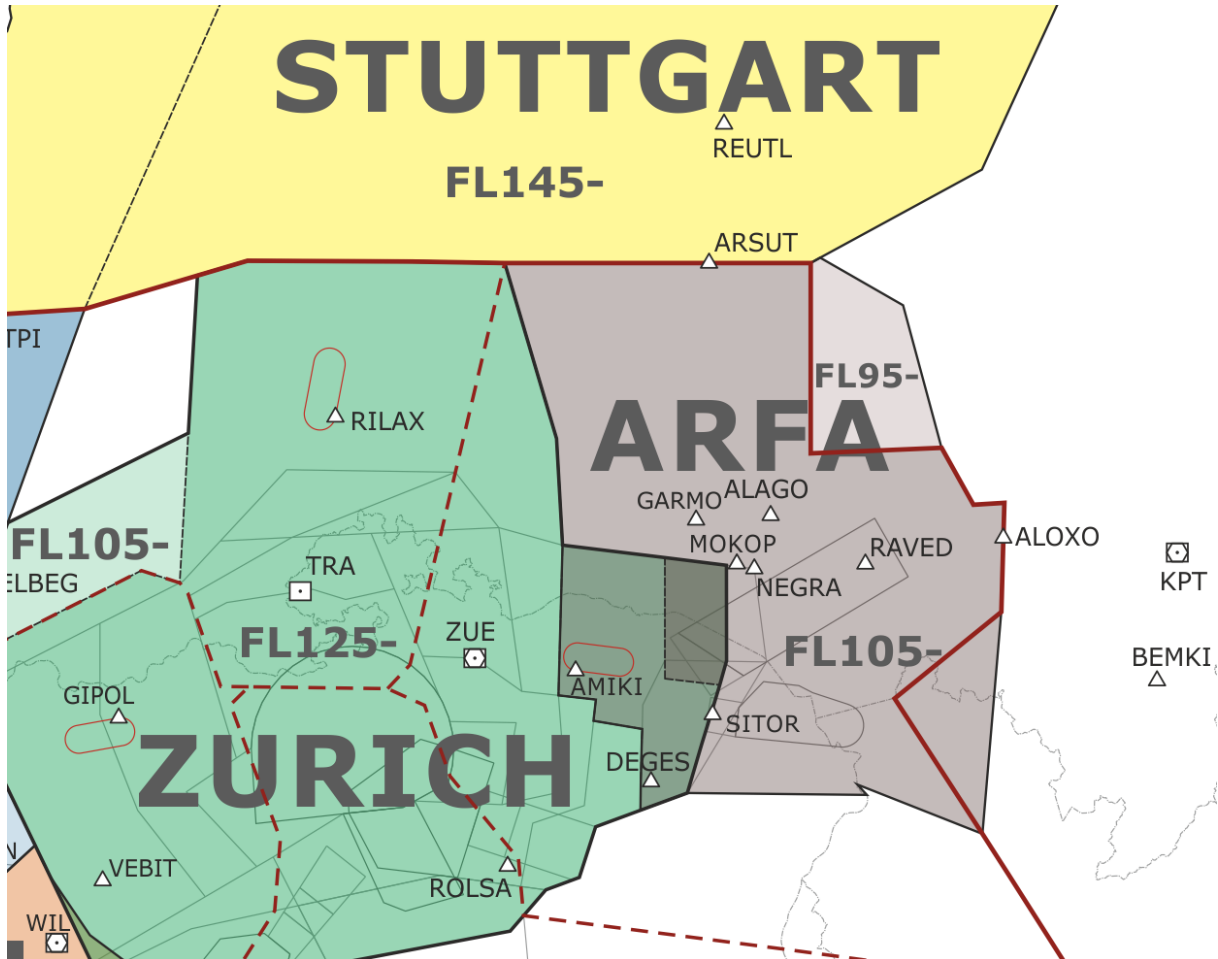 STUTTGART
REUTL
FL145-
ARSUT
TPI
FL95-
RILAX
ARFA
GARMO
ALAGO
FL105-
MOKOP
RAVED
ALOXO
TRA
NEGRA
KPT
ELBEG
FL125-
ZUE
FL105-
BEMKI
GIPOL
AMIKI
SITOR
ZURICH
DEGES
N
VEBIT
ROLSA
WIL